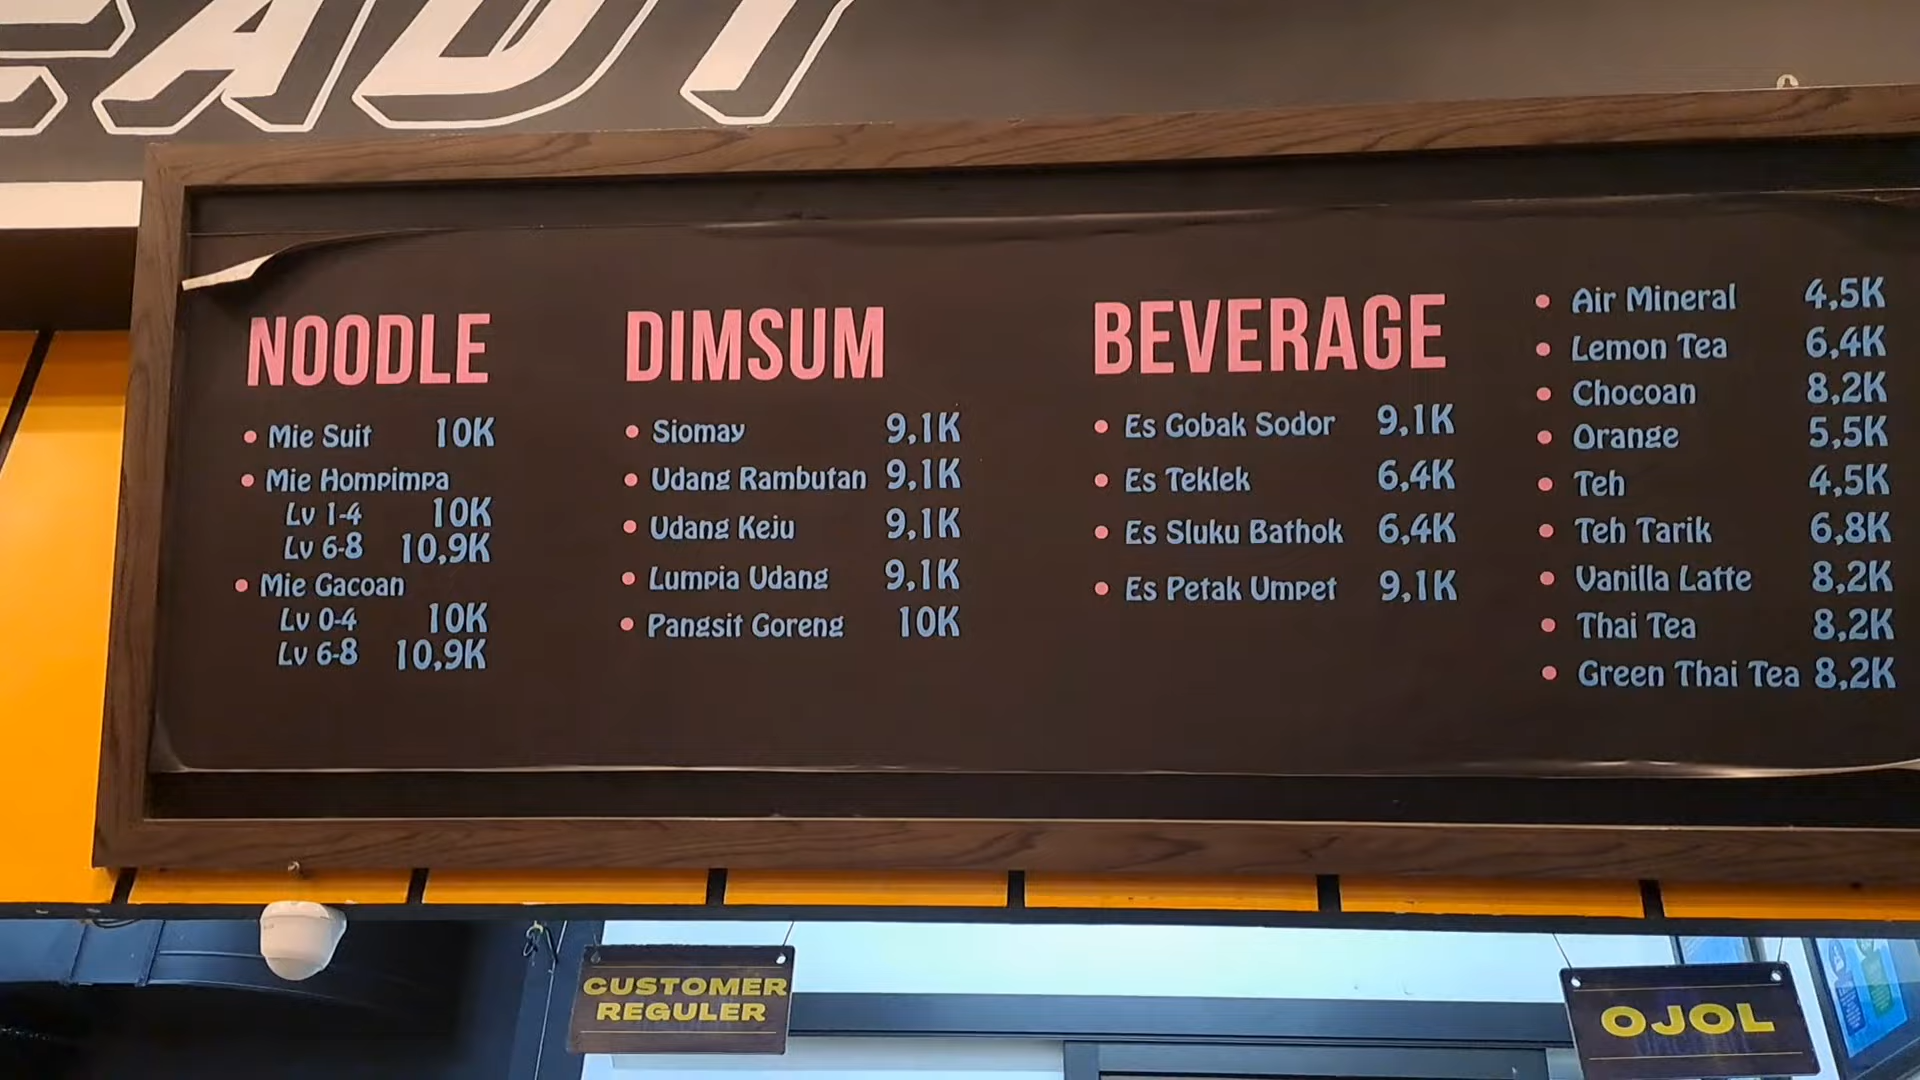 NOODLE
• Mie Suit 10K
• Mie Hompimpa
Lv 1-4 10K
Lv 6-8 10,9K
• Mie Gacoan
Lv 0-4 10K
Lv 6-8 10,9K
DIMSUM
• Siomay 9,1K
• Udang Rambutan 9,1K
• Udang Keju 9,1K
• Lumpia Udang 9,1K
• Pangsit Goreng 10K
BEVERAGE
• Es Gobak Sodor 9,1K
• Es Teklek 6,4K
• Es Sluku Bathok 6,4K
• Es Petak Umpet 9,1K
• Air Mineral 4,5K
• Lemon Tea 6,4K
• Chocoan 8,2K
• Orange 5,5K
• Teh 4,5K
• Teh Tarik 6,8K
• Vanilla Latte 8,2K
• Thai Tea 8,2K
• Green Thai Tea 8,2K
CUSTOMER
REGULER
OJOL